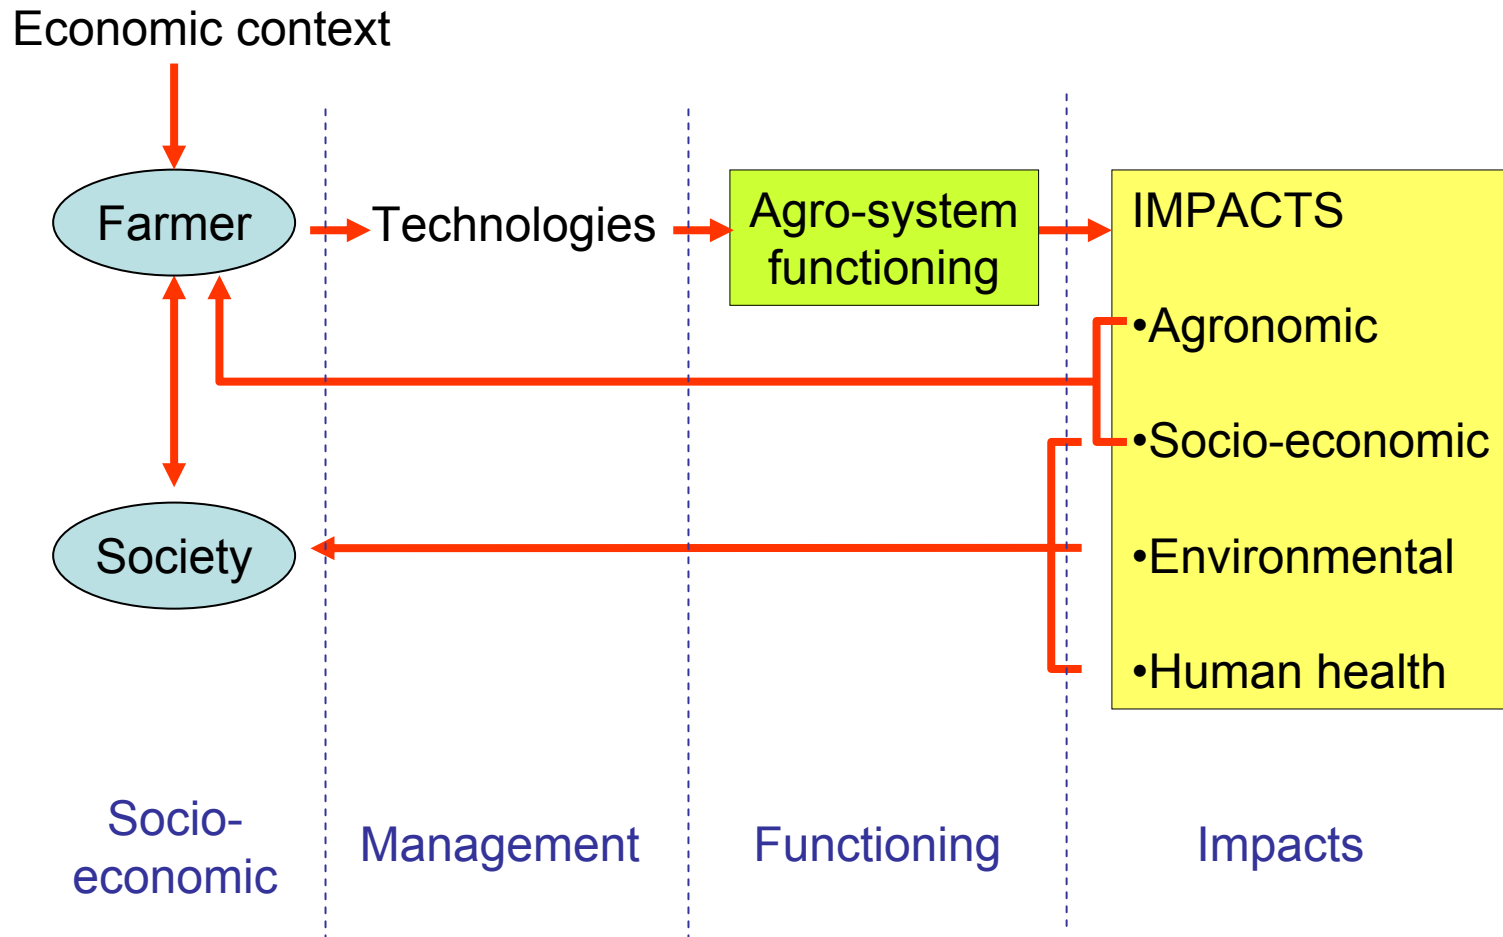 Economic context
Farmer
Technologies
Agro-system
functioning
IMPACTS
•Agronomic
•Socio-economic
•Environmental
•Human health
Society
Socio-
economic
Management
Functioning
Impacts